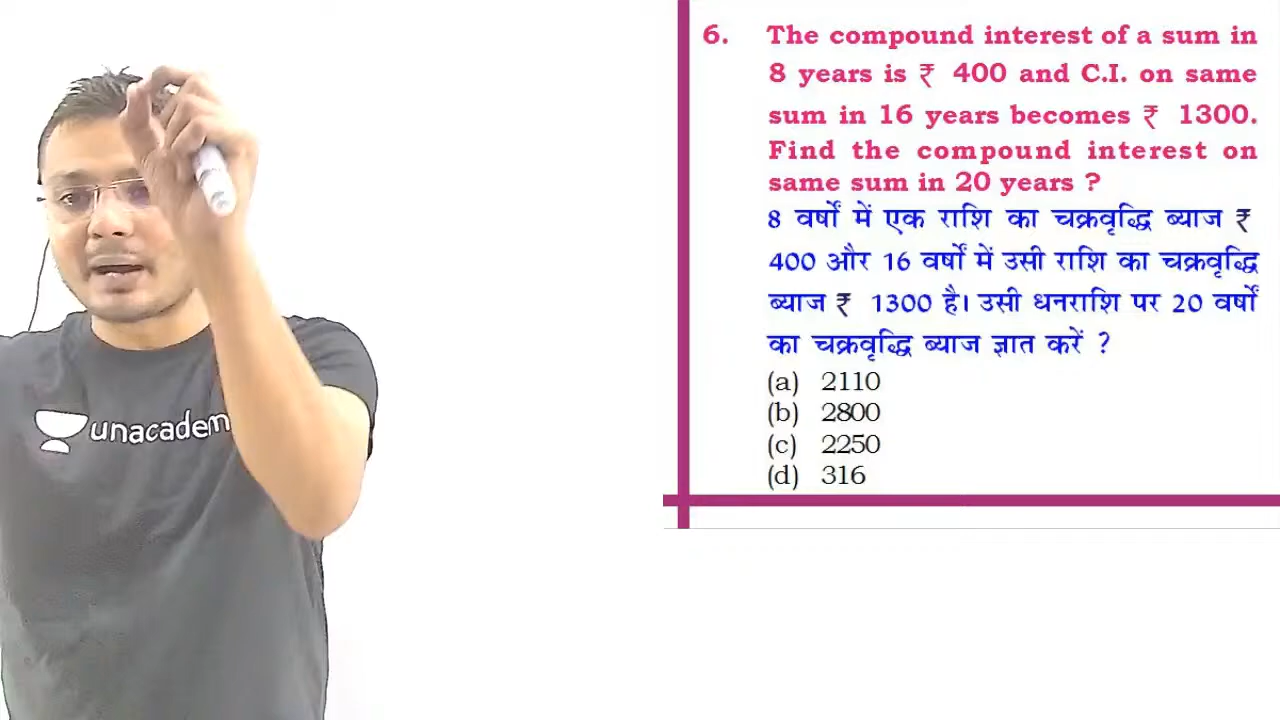 6. The compound interest of a sum in
8 years is ₹ 400 and C.I. on same
sum in 16 years becomes ₹ 1300.
Find the compound interest on
same sum in 20 years ?
8 वर्षों में एक राशि का चक्रवृद्धि ब्याज ₹
400 और 16 वर्षों में उसी राशि का चक्रवृद्धि
ब्याज ₹ 1300 है। उसी धनराशि पर 20 वर्षों
का चक्रवृद्धि ब्याज ज्ञात करें ?
(a) 2110
(b) 2800
(c) 2250
(d) 316
unacadem